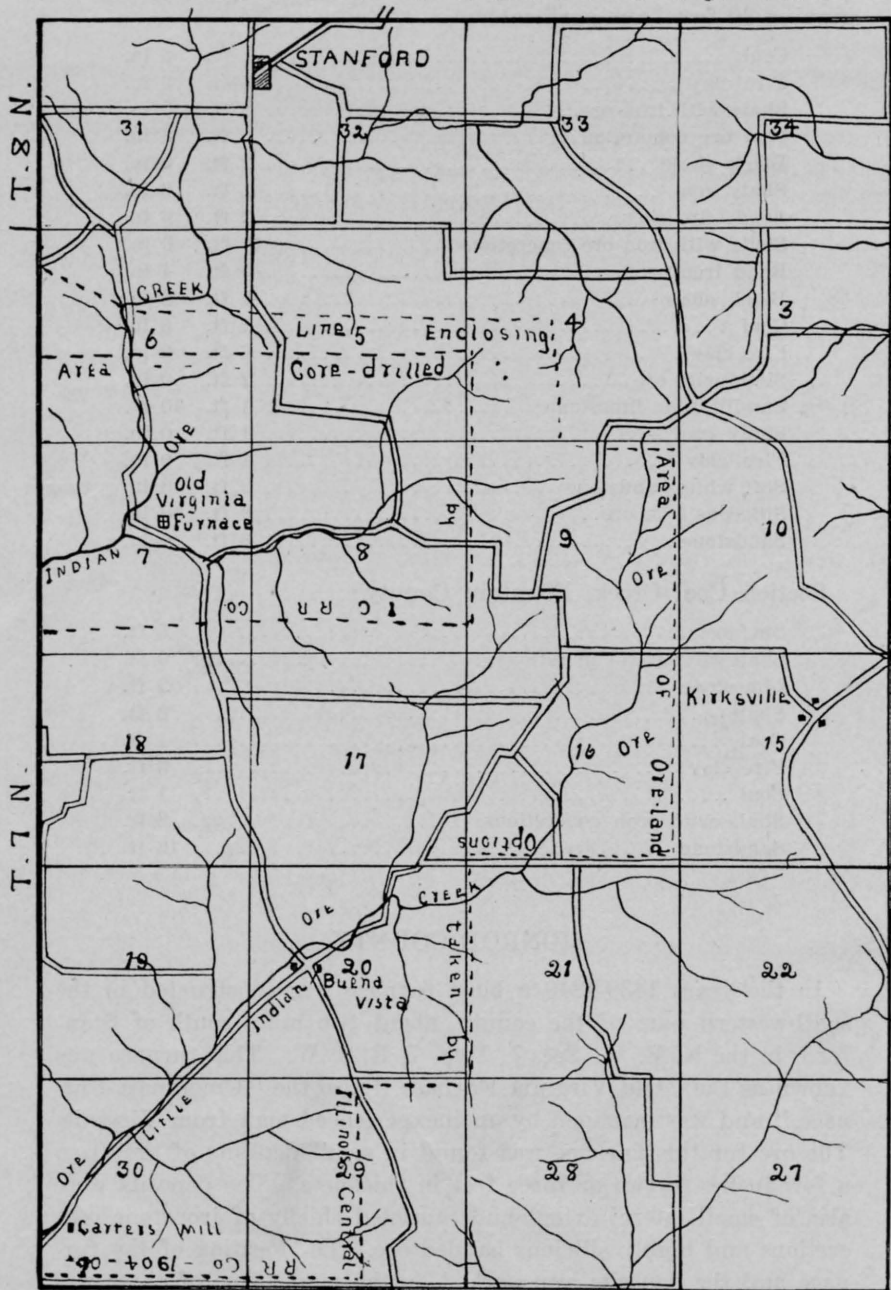 STANFORD
T. 8 N.
31
32
33
34
CREEK
6
Line 5 Enclosing
4
3
Area
Core-drilled
Ore
Old
Virginia
Furnace
by
Area
10
INDIAN
7
8
9
Ore
I C RR
Co
of
Kirksville
18
17
16
Ore
15
Ore-land
T. 7 N.
Options
Ore
Creek
taken
19
20
21
22
Indian
Buena
Vista
by
Little
Illinois Central
Ore
30
29
28
27
Carrers Mill
RR Co - 1904-06